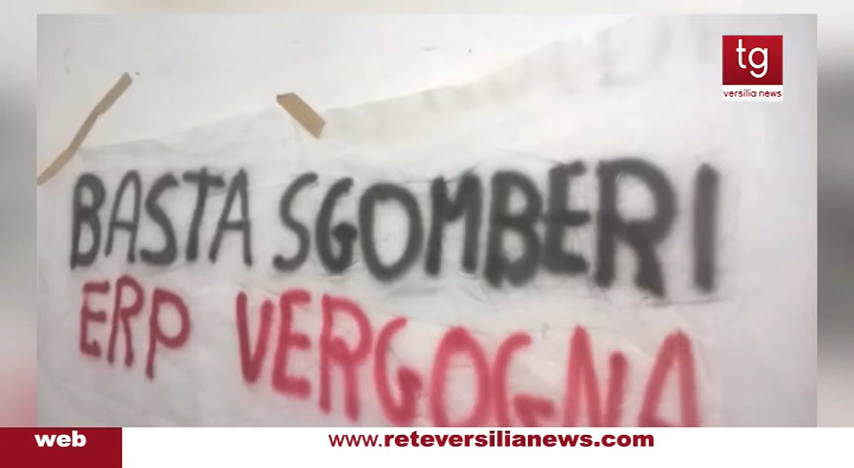 tg
versilia news
BASTA SGOMBERI
ERP VERGOGNA
web
www.reteversilianews.com